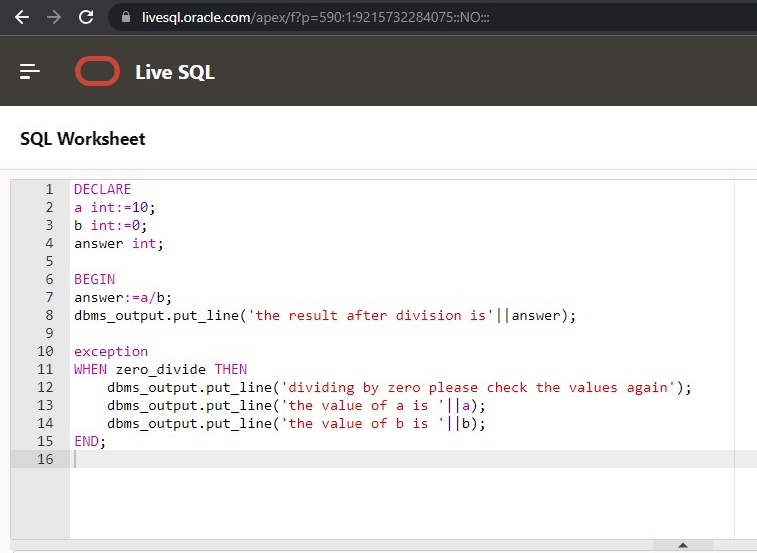 livesql.oracle.com/apex/f?p=590:1:9215732284075::NO:::
Live SQL
SQL Worksheet
1 DECLARE
2 a int:=10;
3 b int:=0;
4 answer int;
5
6 BEGIN
7 answer:=a/b;
8 dbms_output.put_line('the result after division is'||answer);
9
10 exception
11 WHEN zero_divide THEN
12     dbms_output.put_line('dividing by zero please check the values again');
13     dbms_output.put_line('the value of a is '||a);
14     dbms_output.put_line('the value of b is '||b);
15 END;
16